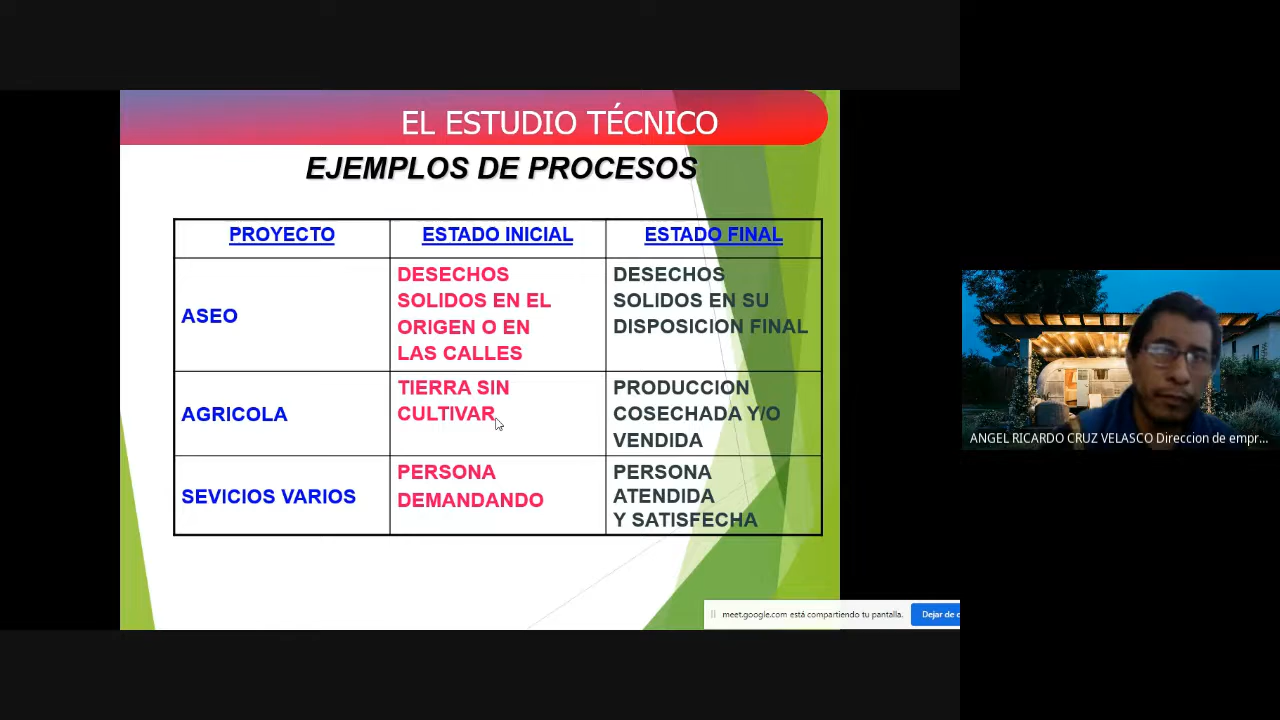 EL ESTUDIO TÉCNICO
EJEMPLOS DE PROCESOS
PROYECTO
ESTADO INICIAL
ESTADO FINAL
ASEO
DESECHOS
SOLIDOS EN EL
ORIGEN O EN
LAS CALLES
DESECHOS
SOLIDOS EN SU
DISPOSICION FINAL
AGRICOLA
TIERRA SIN
CULTIVAR
PRODUCCION
COSECHADA Y/O
VENDIDA
SEVICIOS VARIOS
PERSONA
DEMANDANDO
PERSONA
ATENDIDA
Y SATISFECHA
meet.google.com está compartiendo tu pantalla.
Dejar de
ANGEL RICARDO CRUZ VELASCO Direccion de empr...